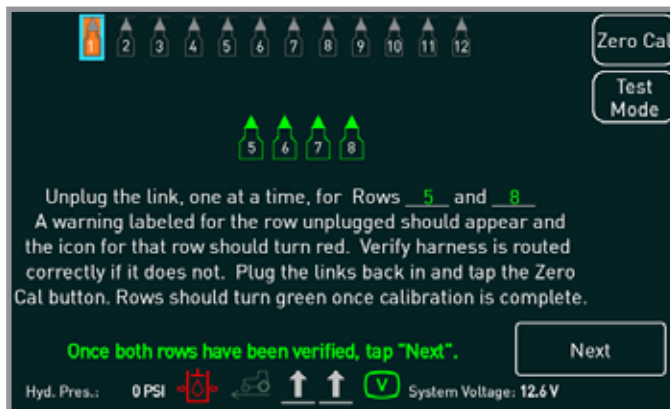 1 2 3 4 5 6 7 8 9 10 11 12
Zero Cal
Test
Mode
5 6 7 8
Unplug the link, one at a time, for Rows 5 and 8
A warning labeled for the row unplugged should appear and
the icon for that row should turn red. Verify harness is routed
correctly if it does not. Plug the links back in and tap the Zero
Cal button. Rows should turn green once calibration is complete.
Once both rows have been verified, tap "Next".
Next
Hyd. Pres.: 0 PSI V System Voltage: 12.6 V